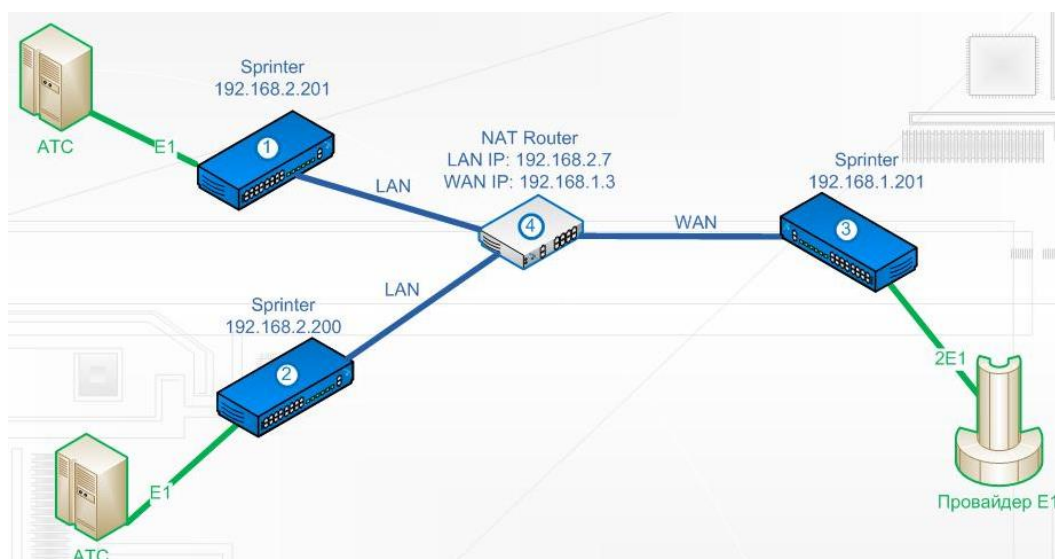 Sprinter
192.168.2.201
АТС
E1
1
LAN
NAT Router
LAN IP: 192.168.2.7
WAN IP: 192.168.1.3
4
WAN
Sprinter
192.168.1.201
3
LAN
Sprinter
192.168.2.200
2
E1
АТС
2E1
Провайдер E1